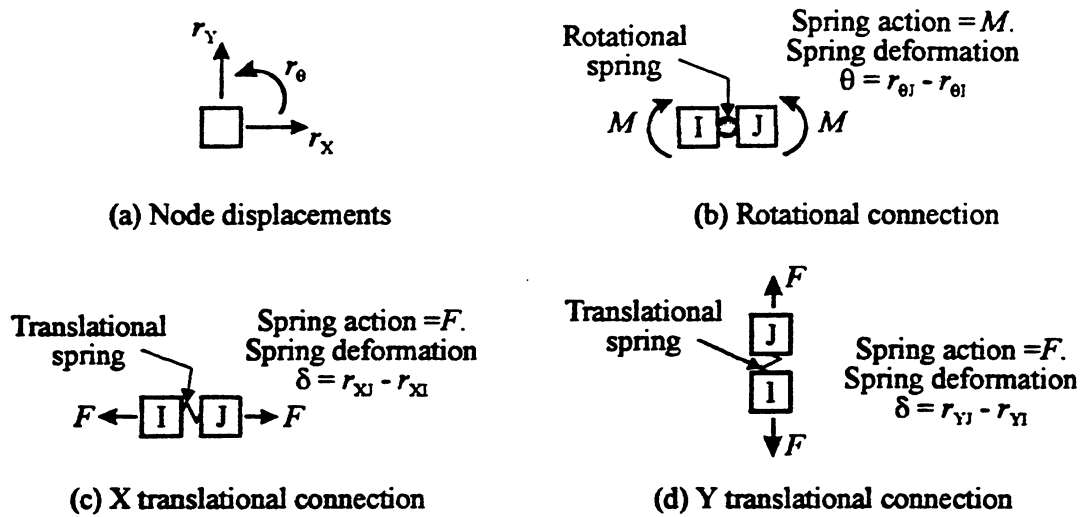 r_Y
r_θ
r_X
(a) Node displacements
Rotational
spring
Spring action = M.
Spring deformation
θ = r_θJ - r_θI
M
I
J
M
(b) Rotational connection
Translational
spring
Spring action =F.
Spring deformation
δ = r_XJ - r_XI
F
I
J
F
(c) X translational connection
F
Translational
spring
J
I
F
Spring action =F.
Spring deformation
δ = r_YJ - r_YI
(d) Y translational connection